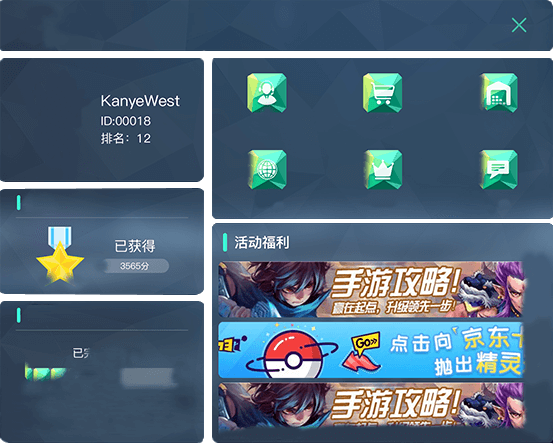 KanyeWest
ID:00018
排名：12
已获得
3565分
已
活动福利
手游攻略!
赢在起点，升级领先一步!
GO>>
点击向 京东
抛出精灵
手游攻略!